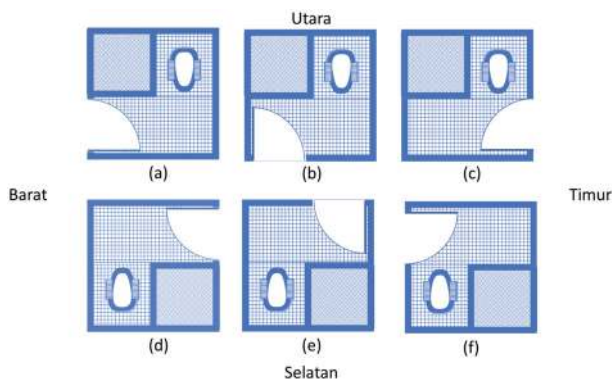 Utara
(a) (b) (c)
Barat Timur
(d) (e) (f)
Selatan